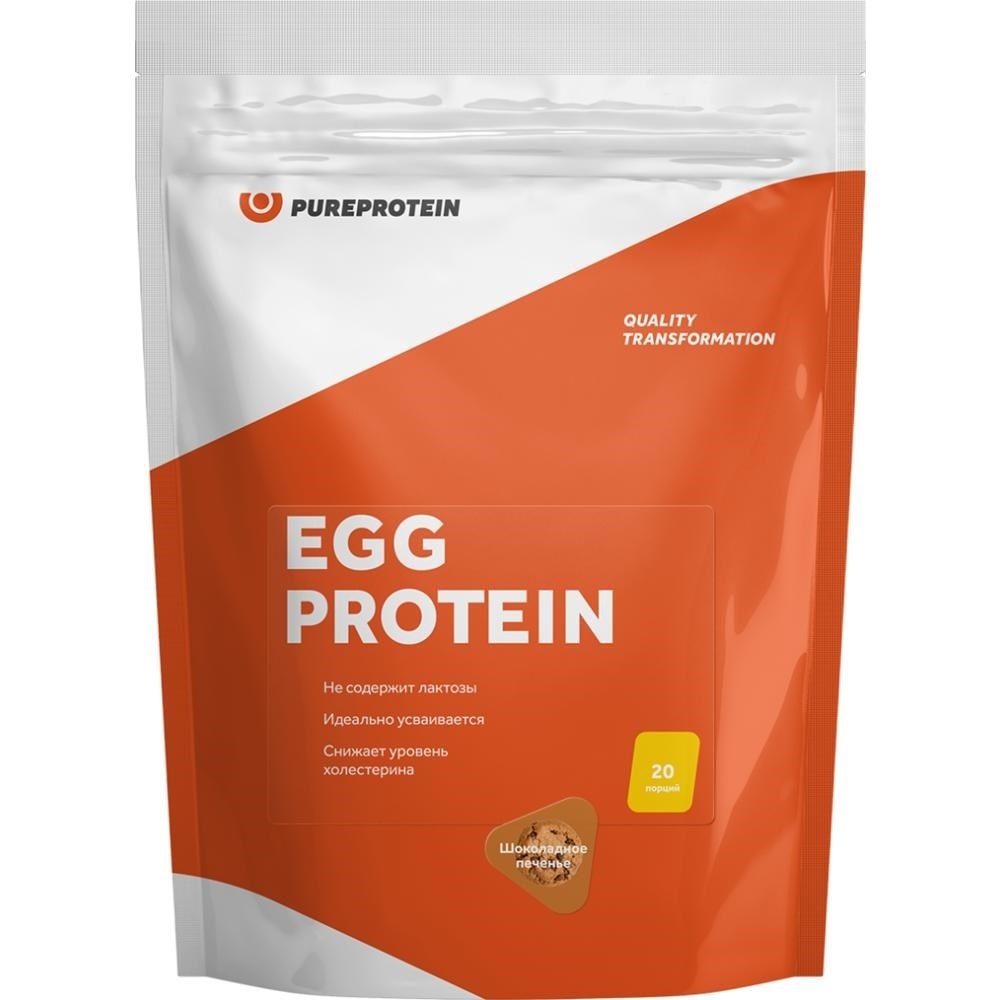 PUREPROTEIN
QUALITY
TRANSFORMATION
EGG
PROTEIN
Не содержит лактозы
Идеально усваивается
Снижает уровень
холестерина
20
порций
Шоколадное
печенье